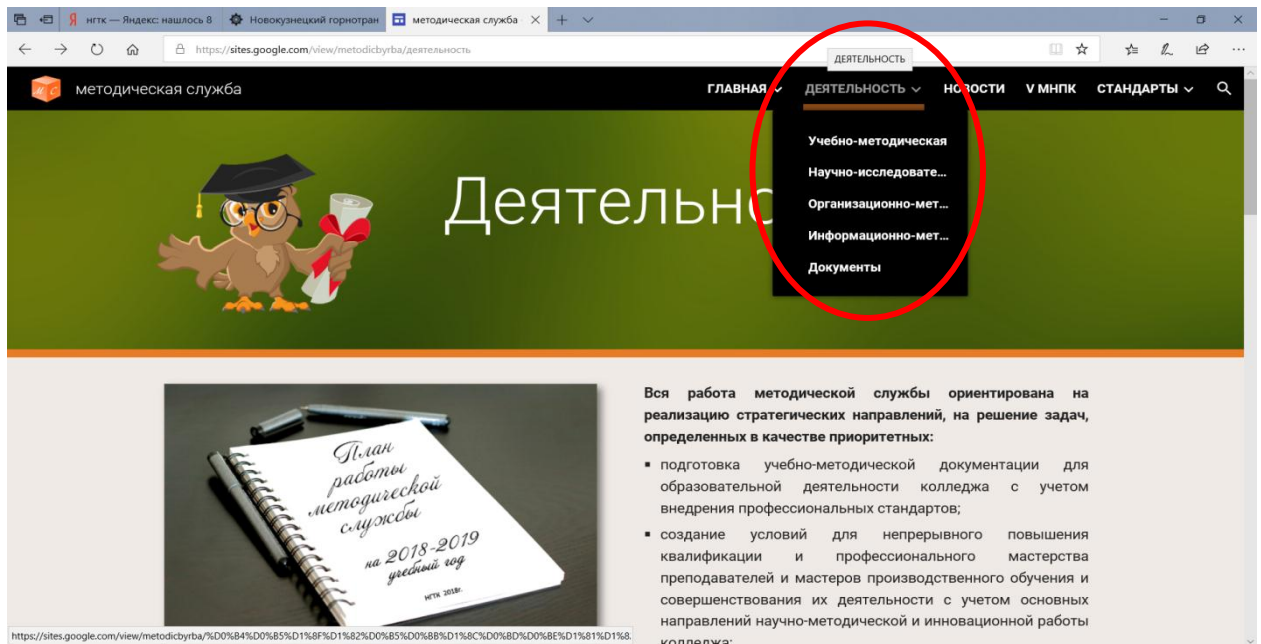 нгтк — Яндекс: нашлось 8
Новокузнецкий горнотран
методическая служба
https://sites.google.com/view/metodicbyrba/деятельность
ДЕЯТЕЛЬНОСТЬ
МС
методическая служба
ГЛАВНАЯ
ДЕЯТЕЛЬНОСТЬ
НОВОСТИ
V МНПК
СТАНДАРТЫ
Учебно-методическая
Научно-исследовате...
Организационно-мет...
Информационно-мет...
Документы
Деятельно
План
работы
методической
службы
на 2018-2019
учебный год
НГТК 2018г.
Вся работа методической службы ориентирована на
реализацию стратегических направлений, на решение задач,
определенных в качестве приоритетных:
▪ подготовка учебно-методической документации для
образовательной деятельности колледжа с учетом
внедрения профессиональных стандартов;
▪ создание условий для непрерывного повышения
квалификации и профессионального мастерства
преподавателей и мастеров производственного обучения и
совершенствования их деятельности с учетом основных
направлений научно-методической и инновационной работы
колледжа;
https://sites.google.com/view/metodicbyrba/%D0%B4%D0%B5%D1%8F%D1%82%D0%B5%D0%BB%D1%8C%D0%BD%D0%BE%D1%81%D1%8.